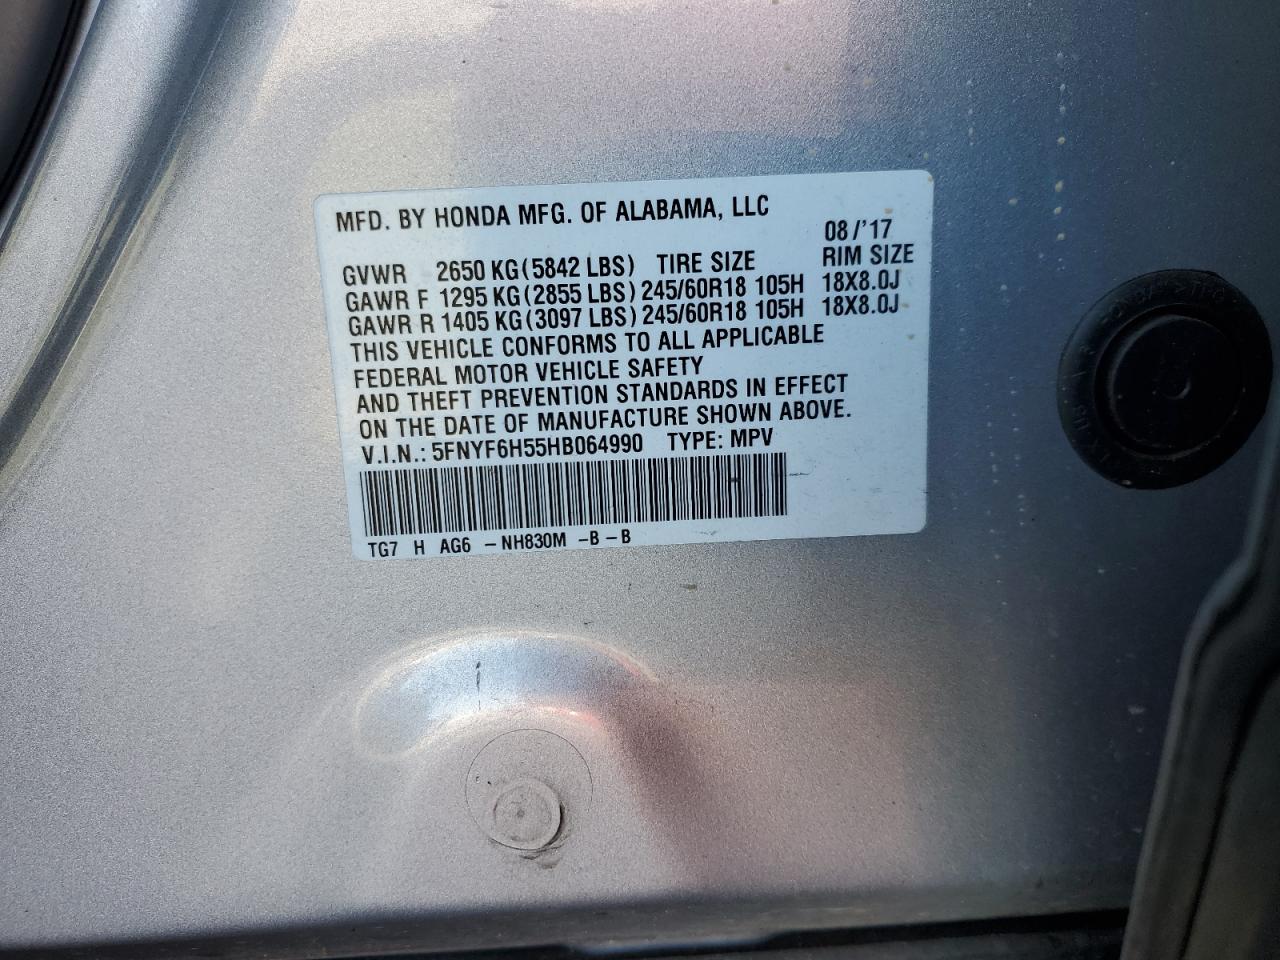 MFD. BY HONDA MFG. OF ALABAMA, LLC
08/'17
GVWR 2650 KG(5842 LBS) TIRE SIZE RIM SIZE
GAWR F 1295 KG(2855 LBS) 245/60R18 105H 18X8.0J
GAWR R 1405 KG(3097 LBS) 245/60R18 105H 18X8.0J
THIS VEHICLE CONFORMS TO ALL APPLICABLE
FEDERAL MOTOR VEHICLE SAFETY
AND THEFT PREVENTION STANDARDS IN EFFECT
ON THE DATE OF MANUFACTURE SHOWN ABOVE.
V.I.N.: 5FNYF6H55HB064990 TYPE: MPV
TG7 H AG6 -NH830M -B-B